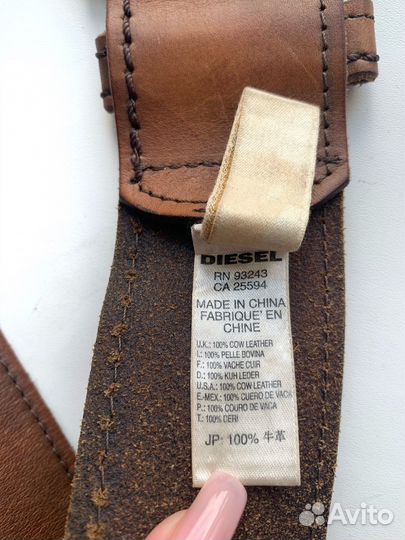 DIESEL
RN 93243
CA 25594
MADE IN CHINA
FABRIQUE' EN
CHINE
U.K.: 100% COW LEATHER
I.: 100% PELLE BOVINA
F.: 100% VACHE CUIR
D.: 100% KUH LEDER
U.S.A.: 100% COW LEATHER
E.-MEX.: 100% CUERO DE VACA
P.: 100% COURO DE VACA
T.: 100% DERI
JP: 100% 牛革
Avito